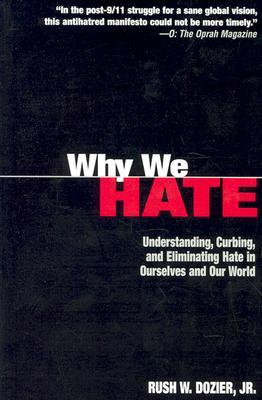 "In the post-9/11 struggle for a sane global vision,
this antihatred manifesto could not be more timely."
—O: The Oprah Magazine
Why We
HATE
Understanding, Curbing,
and Eliminating Hate in
Ourselves and Our World
RUSH W. DOZIER, JR.